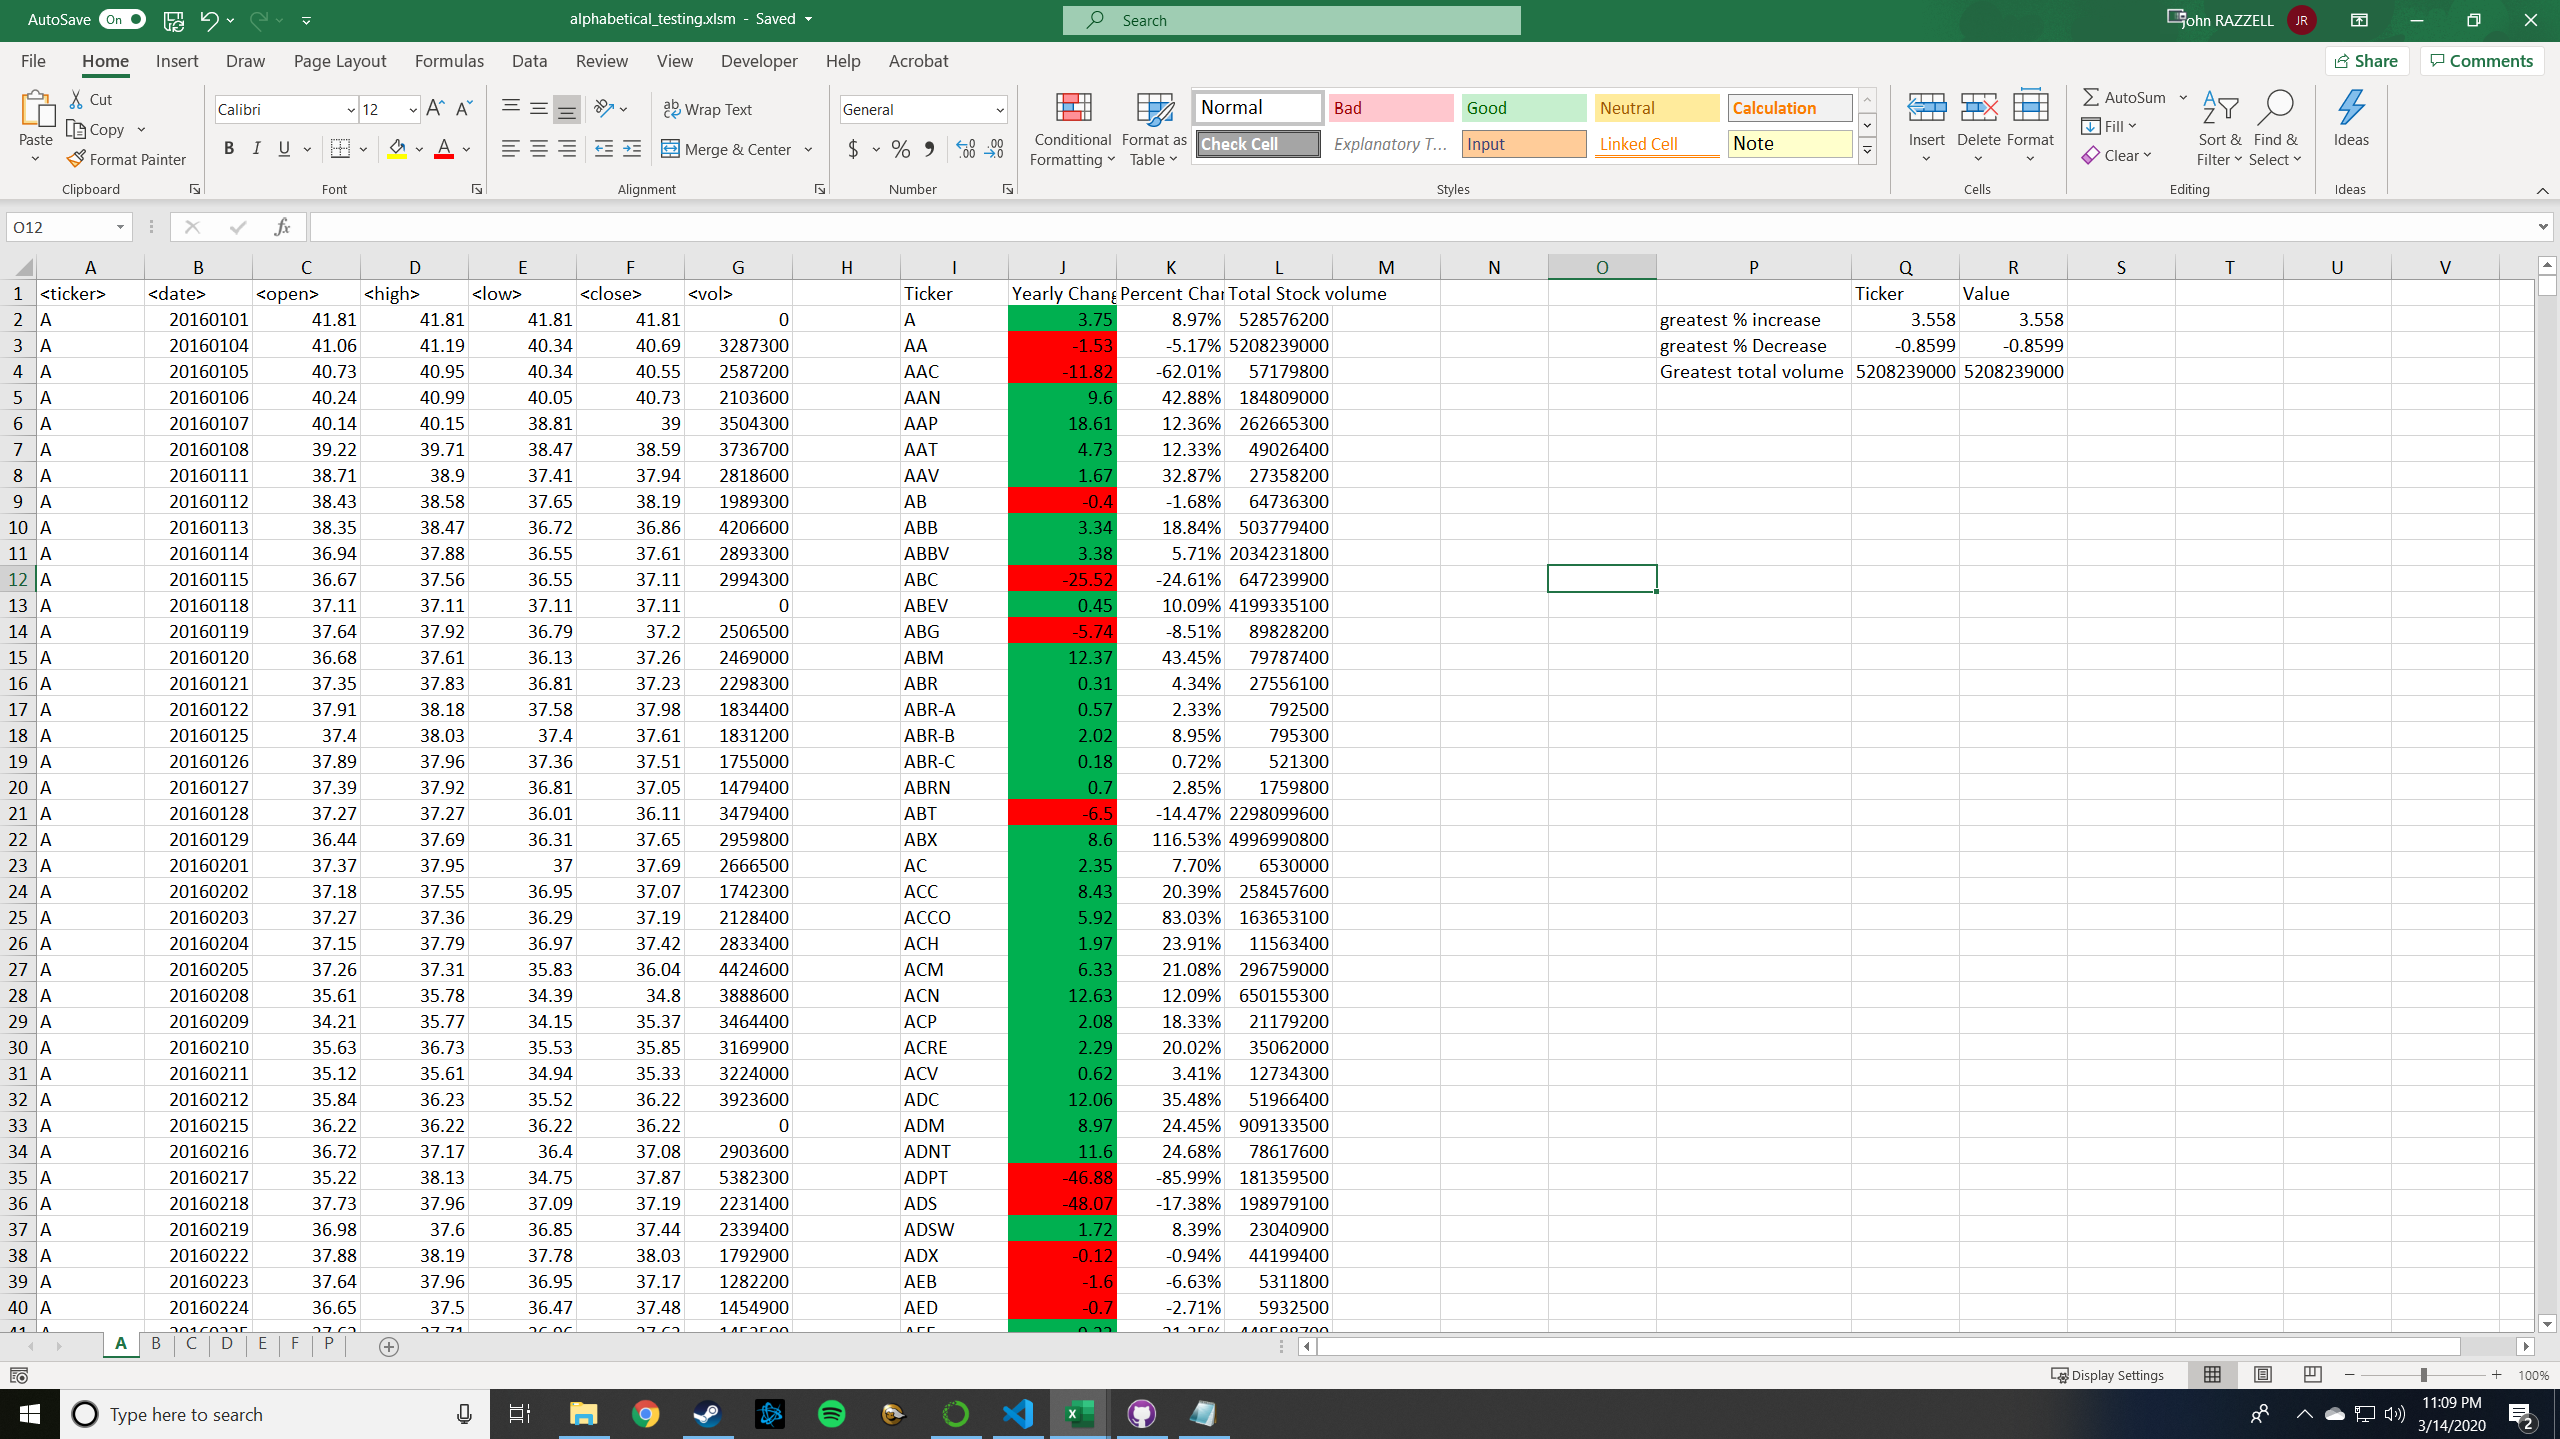 AutoSave On alphabetical_testing.xlsm - Saved Search John RAZZELL JR
File Home Insert Draw Page Layout Formulas Data Review View Developer Help Acrobat Share Comments
Cut Calibri 12 Wrap Text General Normal Bad Good Neutral Calculation AutoSum
Paste Copy B I U Merge & Center $ % Conditional Formatting Format as Table Check Cell Explanatory T... Input Linked Cell Note Insert Delete Format Fill Sort & Filter Find & Select Ideas
Format Painter Clear
Clipboard Font Alignment Number Styles Cells Editing Ideas
O12 fx
A B C D E F G H I J K L M N O P Q R S T U V
1 <ticker> <date> <open> <high> <low> <close> <vol> Ticker Yearly Chang Percent Char Total Stock volume Ticker Value
2 A 20160101 41.81 41.81 41.81 41.81 0 A 3.75 8.97% 528576200 greatest % increase 3.558 3.558
3 A 20160104 41.06 41.19 40.34 40.69 3287300 AA -1.53 -5.17% 5208239000 greatest % Decrease -0.8599 -0.8599
4 A 20160105 40.73 40.95 40.34 40.55 2587200 AAC -11.82 -62.01% 57179800 Greatest total volume 5208239000 5208239000
5 A 20160106 40.24 40.99 40.05 40.73 2103600 AAN 9.6 42.88% 184809000
6 A 20160107 40.14 40.15 38.81 39 3504300 AAP 18.61 12.36% 262665300
7 A 20160108 39.22 39.71 38.47 38.59 3736700 AAT 4.73 12.33% 49026400
8 A 20160111 38.71 38.9 37.41 37.94 2818600 AAV 1.67 32.87% 27358200
9 A 20160112 38.43 38.58 37.65 38.19 1989300 AB -0.4 -1.68% 64736300
10 A 20160113 38.35 38.47 36.72 36.86 4206600 ABB 3.34 18.84% 503779400
11 A 20160114 36.94 37.88 36.55 37.61 2893300 ABBV 3.38 5.71% 2034231800
12 A 20160115 36.67 37.56 36.55 37.11 2994300 ABC -25.52 -24.61% 647239900
13 A 20160118 37.11 37.11 37.11 37.11 0 ABEV 0.45 10.09% 4199335100
14 A 20160119 37.64 37.92 36.79 37.2 2506500 ABG -5.74 -8.51% 89828200
15 A 20160120 36.68 37.61 36.13 37.26 2469000 ABM 12.37 43.45% 79787400
16 A 20160121 37.35 37.83 36.81 37.23 2298300 ABR 0.31 4.34% 27556100
17 A 20160122 37.91 38.18 37.58 37.98 1834400 ABR-A 0.57 2.33% 792500
18 A 20160125 37.4 38.03 37.4 37.61 1831200 ABR-B 2.02 8.95% 795300
19 A 20160126 37.89 37.96 37.36 37.51 1755000 ABR-C 0.18 0.72% 521300
20 A 20160127 37.39 37.92 36.81 37.05 1479400 ABRN 0.7 2.85% 1759800
21 A 20160128 37.27 37.27 36.01 36.11 3479400 ABT -6.5 -14.47% 2298099600
22 A 20160129 36.44 37.69 36.31 37.65 2959800 ABX 8.6 116.53% 4996990800
23 A 20160201 37.37 37.95 37 37.69 2666500 AC 2.35 7.70% 6530000
24 A 20160202 37.18 37.55 36.95 37.07 1742300 ACC 8.43 20.39% 258457600
25 A 20160203 37.27 37.36 36.29 37.19 2128400 ACCO 5.92 83.03% 163653100
26 A 20160204 37.15 37.79 36.97 37.42 2833400 ACH 1.97 23.91% 11563400
27 A 20160205 37.26 37.31 35.83 36.04 4424600 ACM 6.33 21.08% 296759000
28 A 20160208 35.61 35.78 34.39 34.8 3888600 ACN 12.63 12.09% 650155300
29 A 20160209 34.21 35.77 34.15 35.37 3464400 ACP 2.08 18.33% 21179200
30 A 20160210 35.63 36.73 35.53 35.85 3169900 ACRE 2.29 20.02% 35062000
31 A 20160211 35.12 35.61 34.94 35.33 3224000 ACV 0.62 3.41% 12734300
32 A 20160212 35.84 36.23 35.52 36.22 3923600 ADC 12.06 35.48% 51966400
33 A 20160215 36.22 36.22 36.22 36.22 0 ADM 8.97 24.45% 909133500
34 A 20160216 36.72 37.17 36.4 37.08 2903600 ADNT 11.6 24.68% 78617600
35 A 20160217 35.22 38.13 34.75 37.87 5382300 ADPT -46.88 -85.99% 181359500
36 A 20160218 37.73 37.96 37.09 37.19 2231400 ADS -48.07 -17.38% 198979100
37 A 20160219 36.98 37.6 36.85 37.44 2339400 ADSW 1.72 8.39% 23040900
38 A 20160222 37.88 38.19 37.78 38.03 1792900 ADX -0.12 -0.94% 44199400
39 A 20160223 37.64 37.96 36.95 37.17 1282200 AEB -1.6 -6.63% 5311800
40 A 20160224 36.65 37.5 36.47 37.48 1454900 AED -0.7 -2.71% 5932500
A B C D E F P
Display Settings 100%
Type here to search 11:09 PM
3/14/2020 2